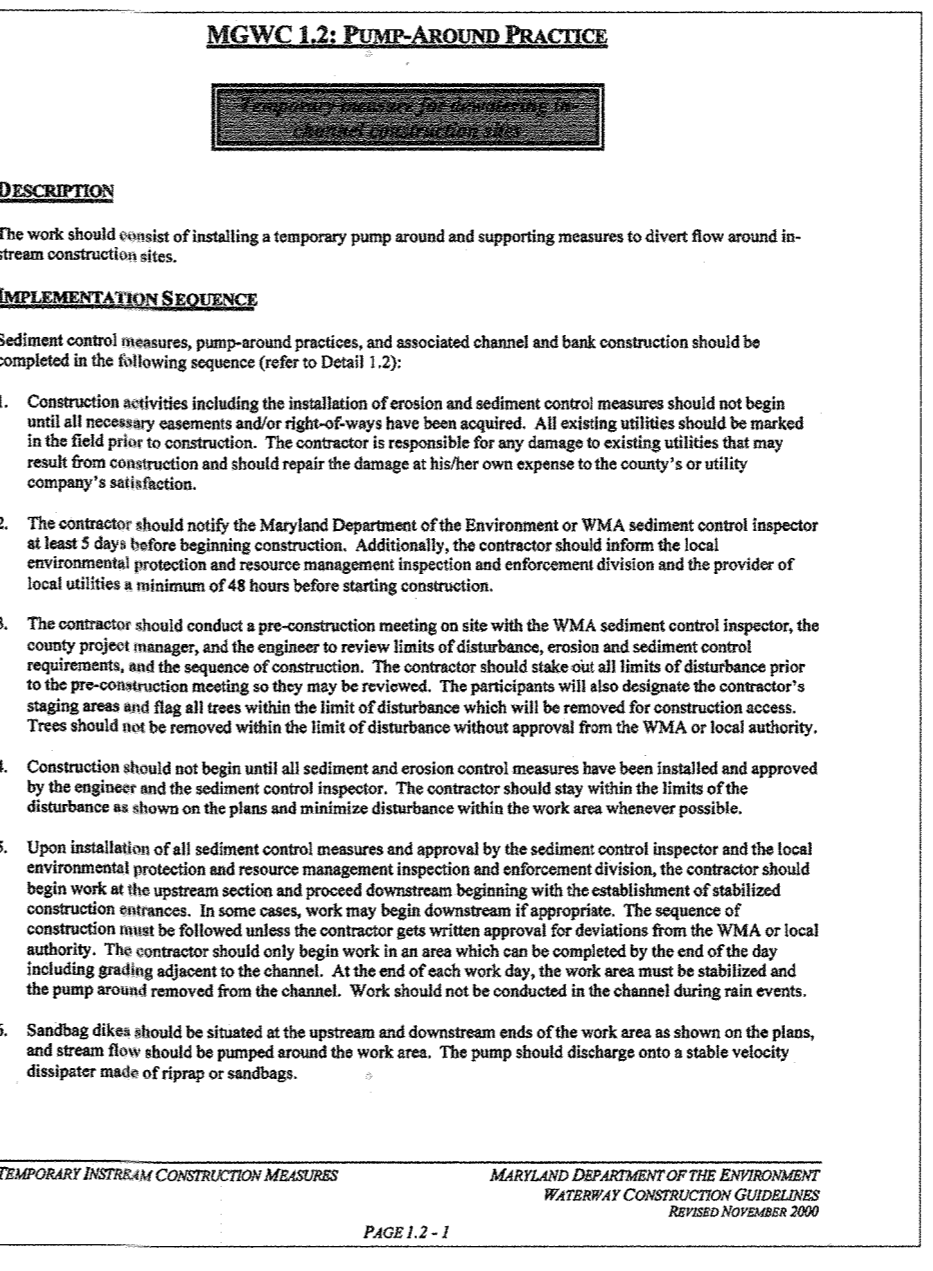 MGWC 1.2: PUMP-AROUND PRACTICE
Temporary measure for dewatering in-
channel construction sites
DESCRIPTION
The work should consist of installing a temporary pump around and supporting measures to divert flow around in-
stream construction sites.
IMPLEMENTATION SEQUENCE
Sediment control measures, pump-around practices, and associated channel and bank construction should be
completed in the following sequence (refer to Detail 1.2):
1. Construction activities including the installation of erosion and sediment control measures should not begin
until all necessary easements and/or right-of-ways have been acquired. All existing utilities should be marked
in the field prior to construction. The contractor is responsible for any damage to existing utilities that may
result from construction and should repair the damage at his/her own expense to the county's or utility
company's satisfaction.
2. The contractor should notify the Maryland Department of the Environment or WMA sediment control inspector
at least 5 days before beginning construction. Additionally, the contractor should inform the local
environmental protection and resource management inspection and enforcement division and the provider of
local utilities a minimum of 48 hours before starting construction.
3. The contractor should conduct a pre-construction meeting on site with the WMA sediment control inspector, the
county project manager, and the engineer to review limits of disturbance, erosion and sediment control
requirements, and the sequence of construction. The contractor should stake out all limits of disturbance prior
to the pre-construction meeting so they may be reviewed. The participants will also designate the contractor's
staging areas and flag all trees within the limit of disturbance which will be removed for construction access.
Trees should not be removed within the limit of disturbance without approval from the WMA or local authority.
4. Construction should not begin until all sediment and erosion control measures have been installed and approved
by the engineer and the sediment control inspector. The contractor should stay within the limits of the
disturbance as shown on the plans and minimize disturbance within the work area whenever possible.
5. Upon installation of all sediment control measures and approval by the sediment control inspector and the local
environmental protection and resource management inspection and enforcement division, the contractor should
begin work at the upstream section and proceed downstream beginning with the establishment of stabilized
construction entrances. In some cases, work may begin downstream if appropriate. The sequence of
construction must be followed unless the contractor gets written approval for deviations from the WMA or local
authority. The contractor should only begin work in an area which can be completed by the end of the day
including grading adjacent to the channel. At the end of each work day, the work area must be stabilized and
the pump around removed from the channel. Work should not be conducted in the channel during rain events.
6. Sandbag dikes should be situated at the upstream and downstream ends of the work area as shown on the plans,
and stream flow should be pumped around the work area. The pump should discharge onto a stable velocity
dissipater made of riprap or sandbags.
TEMPORARY INSTREAM CONSTRUCTION MEASURES
MARYLAND DEPARTMENT OF THE ENVIRONMENT
WATERWAY CONSTRUCTION GUIDELINES
REVISED NOVEMBER 2000
PAGE 1.2 - 1